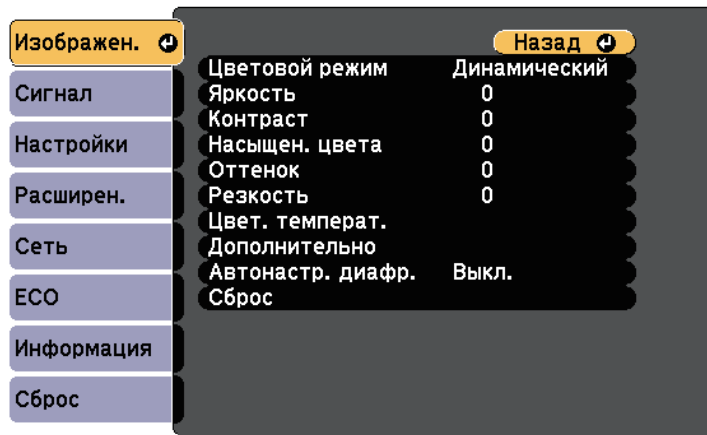 Изображен.
Сигнал
Настройки
Расширен.
Сеть
ECO
Информация
Сброс
Назад
Цветовой режим Динамический
Яркость 0
Контраст 0
Насыщен. цвета 0
Оттенок 0
Резкость 0
Цвет. температ.
Дополнительно
Автонастр. диафр. Выкл.
Сброс